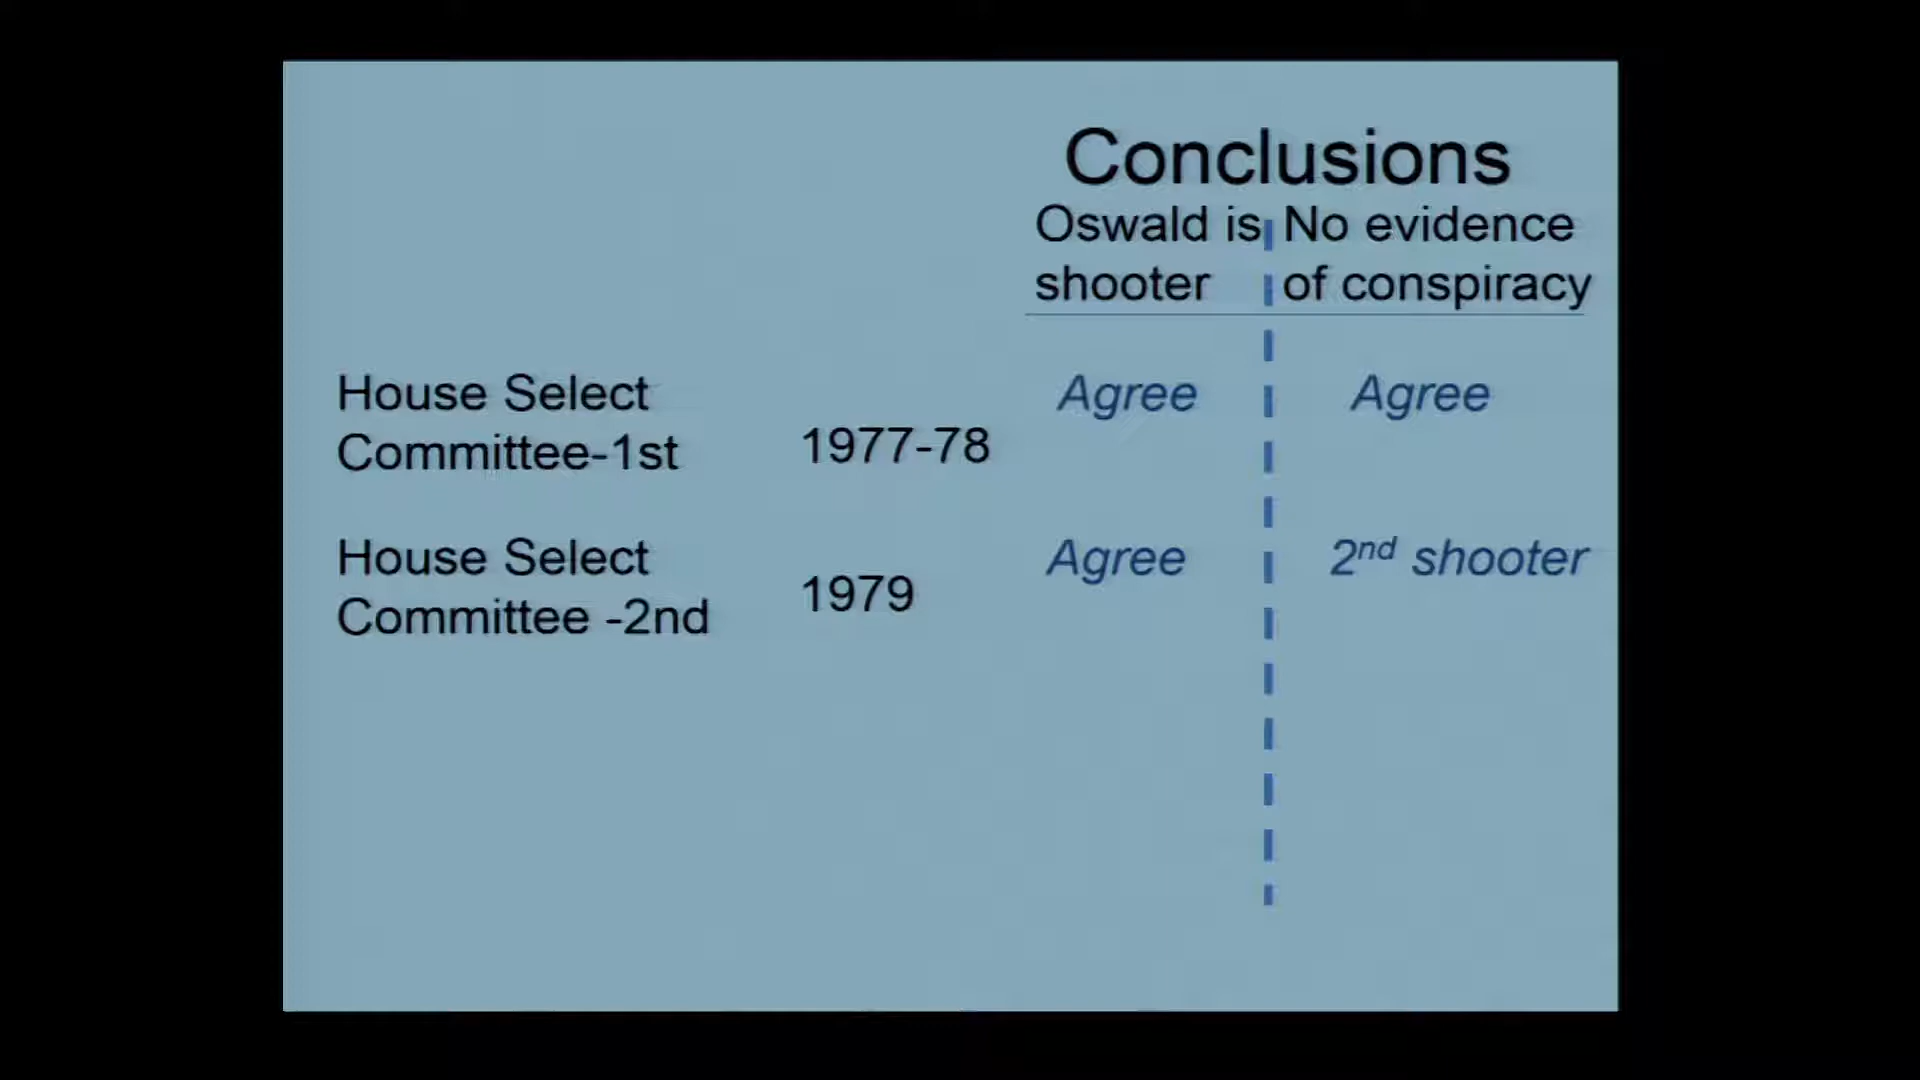 Conclusions
Oswald is No evidence
shooter of conspiracy
House Select Agree Agree
Committee-1st 1977-78
House Select Agree 2nd shooter
Committee -2nd 1979